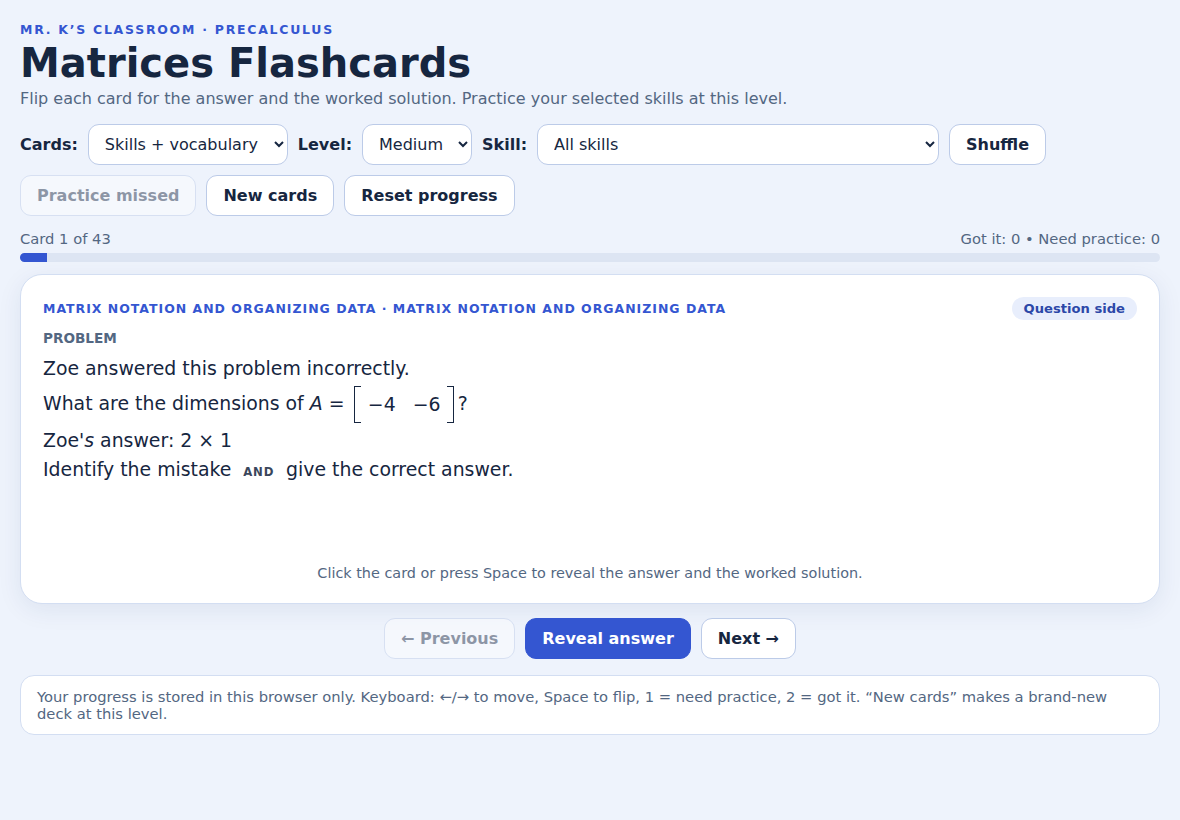 MR. K’S CLASSROOM · PRECALCULUS
Matrices Flashcards
Flip each card for the answer and the worked solution. Practice your selected skills at this level.
Cards: Skills + vocabulary Level: Medium Skill: All skills Shuffle
Practice missed New cards Reset progress
Card 1 of 43 Got it: 0 • Need practice: 0
MATRIX NOTATION AND ORGANIZING DATA · MATRIX NOTATION AND ORGANIZING DATA Question side
PROBLEM
Zoe answered this problem incorrectly.
What are the dimensions of A = [ −4 −6 ] ?
Zoe's answer: 2 × 1
Identify the mistake AND give the correct answer.
Click the card or press Space to reveal the answer and the worked solution.
← Previous Reveal answer Next →
Your progress is stored in this browser only. Keyboard: ←/→ to move, Space to flip, 1 = need practice, 2 = got it. “New cards” makes a brand-new
deck at this level.